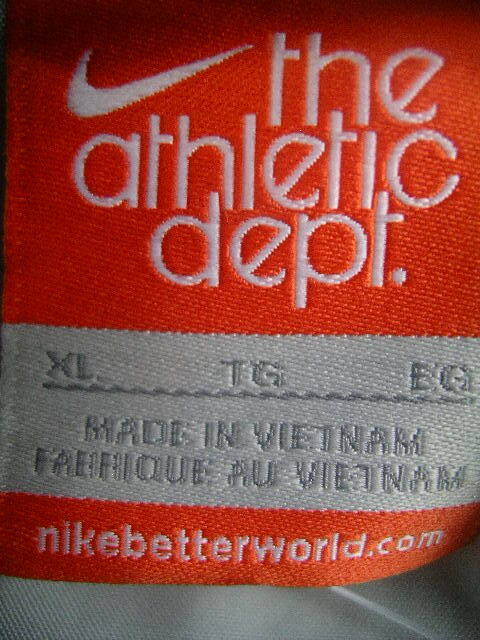 the
athletic
dept.
XL TG EG
MADE IN VIETNAM
FABRIQUE AU VIETNAM
nikebetterworld.com